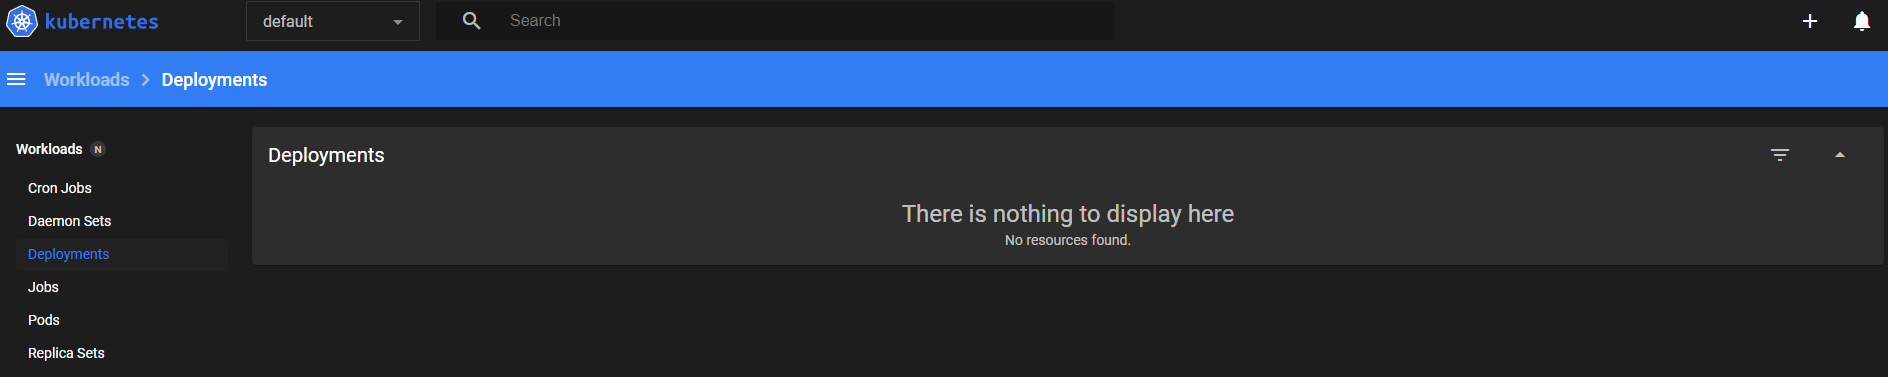 kubernetes
default
Search
Workloads
Deployments
Workloads N
Cron Jobs
Daemon Sets
Deployments
Jobs
Pods
Replica Sets
Deployments
There is nothing to display here
No resources found.